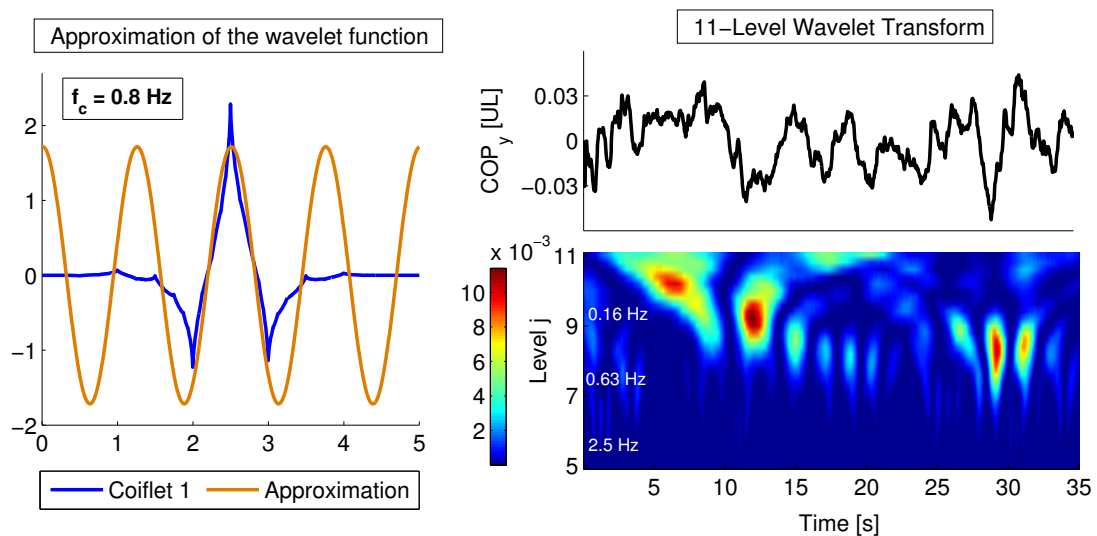 Approximation of the wavelet function
f_c = 0.8 Hz
2
1
0
−1
−2
0 1 2 3 4 5
Coiflet 1 Approximation
11−Level Wavelet Transform
COP_y [UL]
0.03
0
−0.03
x 10^-3
10
8
6
4
2
Level j
11
9
7
5
0.16 Hz
0.63 Hz
2.5 Hz
5 10 15 20 25 30 35
Time [s]